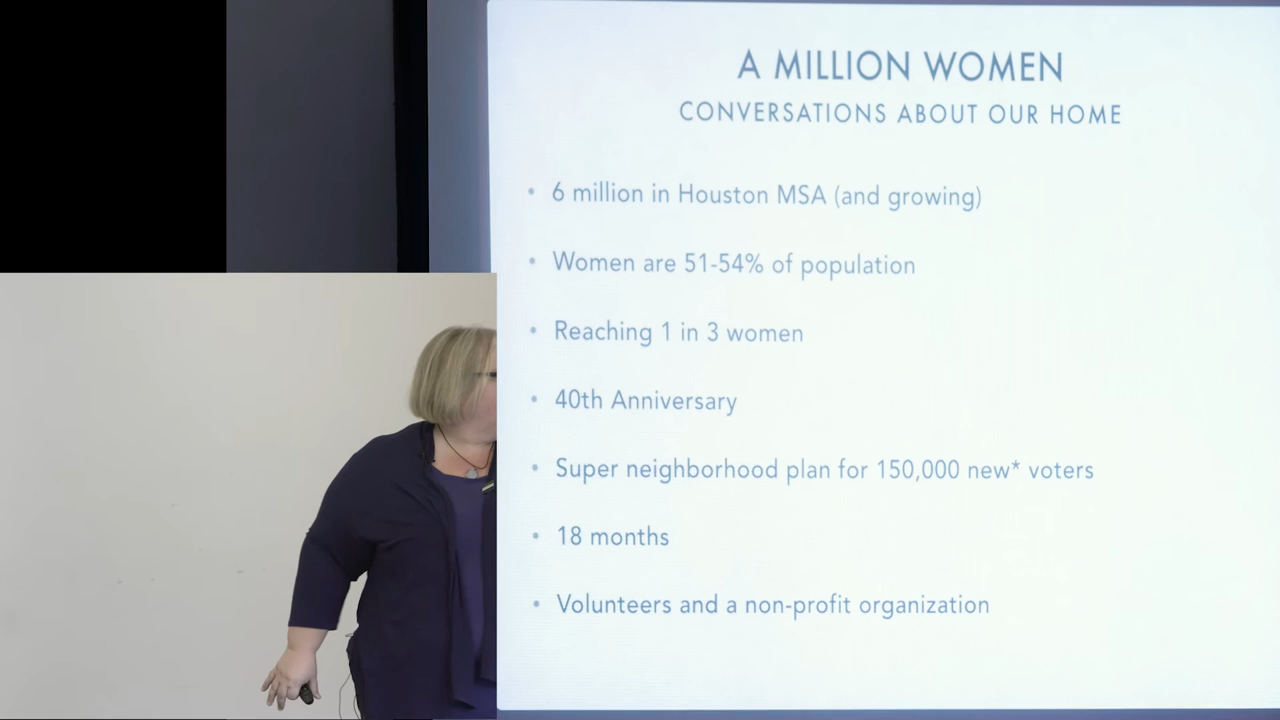 A MILLION WOMEN
CONVERSATIONS ABOUT OUR HOME
• 6 million in Houston MSA (and growing)
• Women are 51-54% of population
• Reaching 1 in 3 women
• 40th Anniversary
• Super neighborhood plan for 150,000 new* voters
• 18 months
• Volunteers and a non-profit organization